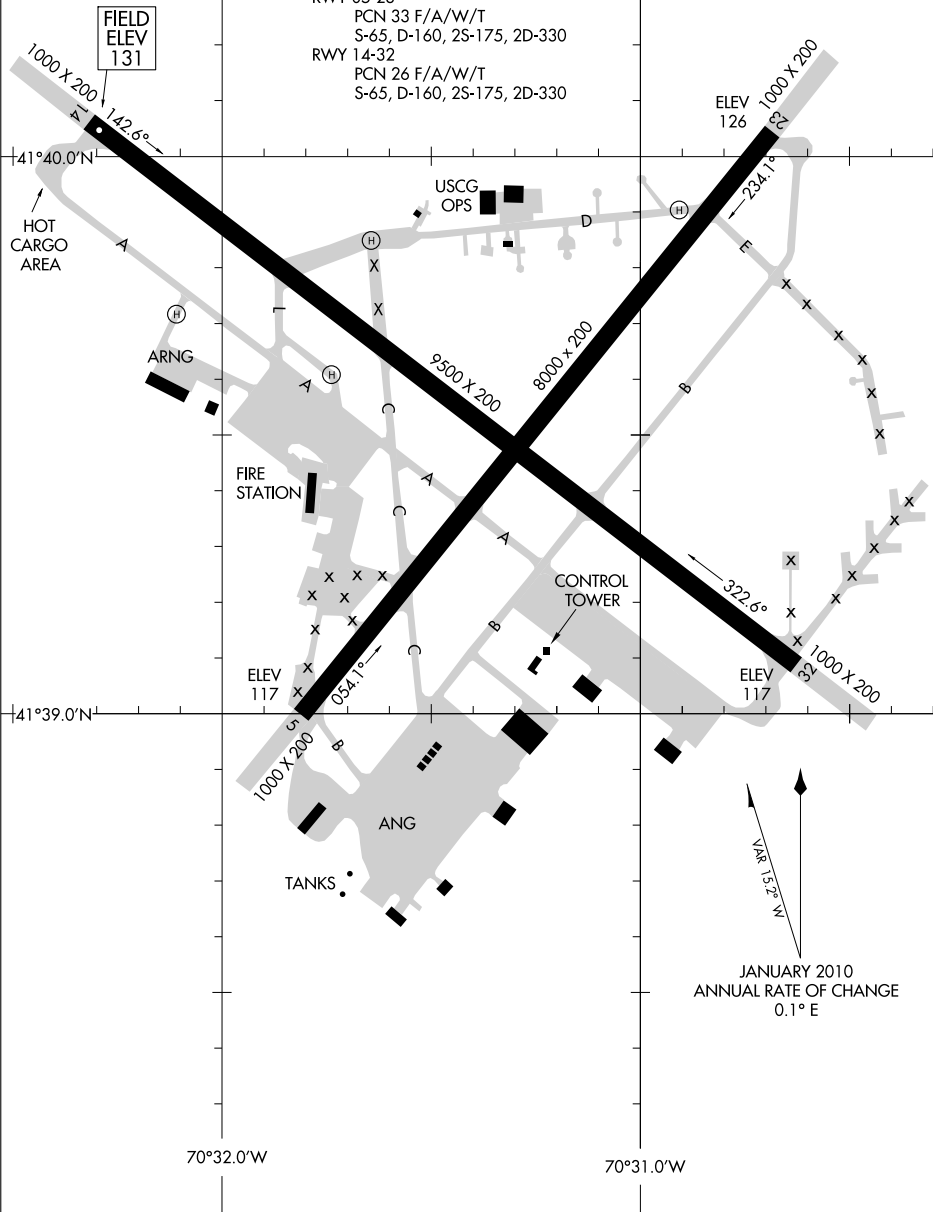 PCN 33 F/A/W/T
S-65, D-160, 2S-175, 2D-330
RWY 14-32
PCN 26 F/A/W/T
S-65, D-160, 2S-175, 2D-330
FIELD
ELEV
131
1000 X 200
14
142.6°
1000 X 200
ELEV
126
23
234.1°
41°40.0'N
USCG
OPS
H
D
E
HOT
CARGO
AREA
A
H
X
X
X
X
H
L
X
X
ARNG
H
A
9500 X 200
8000 x 200
B
X
X
X
C
X
FIRE
STATION
A
C
A
X
X
X
X
X
X
X
X
X
X
X
X
X
322.6°
CONTROL
TOWER
X
X
X
B
C
X
X
X
ELEV
117
054.1°
ELEV
117
32
1000 X 200
41°39.0'N
5
1000 X 200
B
ANG
TANKS
VAR 15.2° W
JANUARY 2010
ANNUAL RATE OF CHANGE
0.1° E
70°32.0'W
70°31.0'W